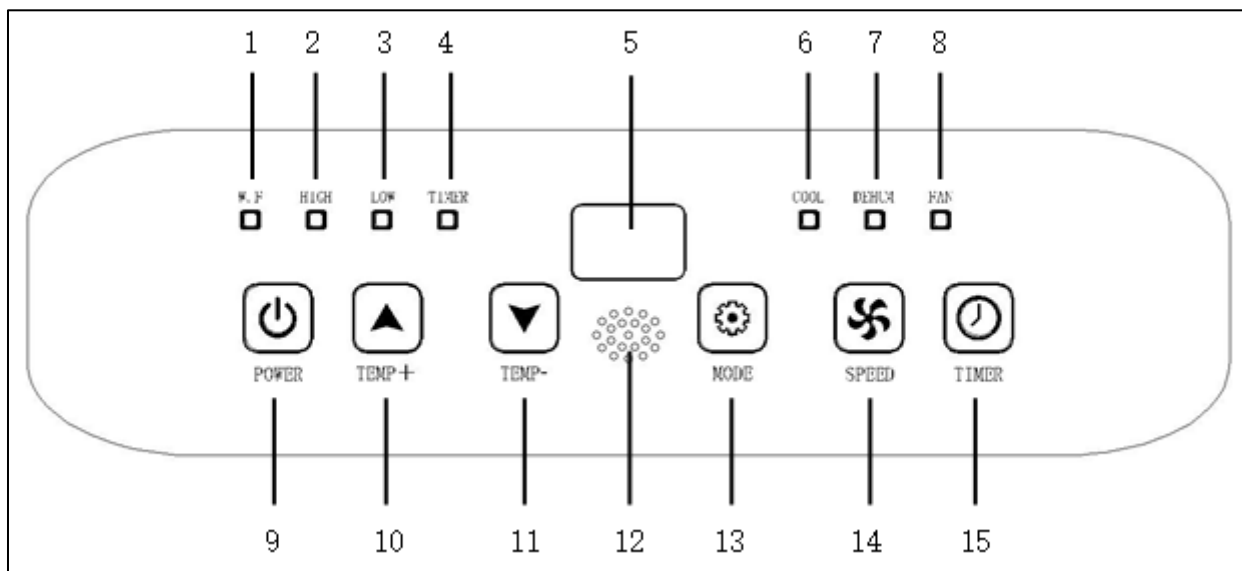 1 2 3 4 5 6 7 8
W.F HIGH LOW TIMER COOL DEHUM FAN
POWER TEMP+ TEMP- MODE SPEED TIMER
9 10 11 12 13 14 15